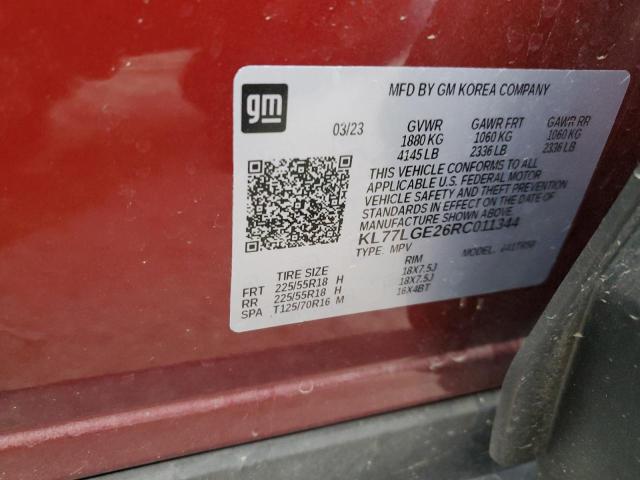 gm
MFD BY GM KOREA COMPANY
03/23 GVWR GAWR FRT GAWR RR
1880 KG 1060 KG 1060 KG
4145 LB 2336 LB 2336 LB
THIS VEHICLE CONFORMS TO ALL
APPLICABLE U.S. FEDERAL MOTOR
VEHICLE SAFETY AND THEFT PREVENTION
STANDARDS IN EFFECT ON THE DATE OF
MANUFACTURE SHOWN ABOVE.
KL77LGE26RC011344
TYPE: MPV MODEL:
TIRE SIZE RIM
FRT 225/55R18 H 18X7.5J
RR 225/55R18 H 18X7.5J
SPA T125/70R16 M 16X4BT